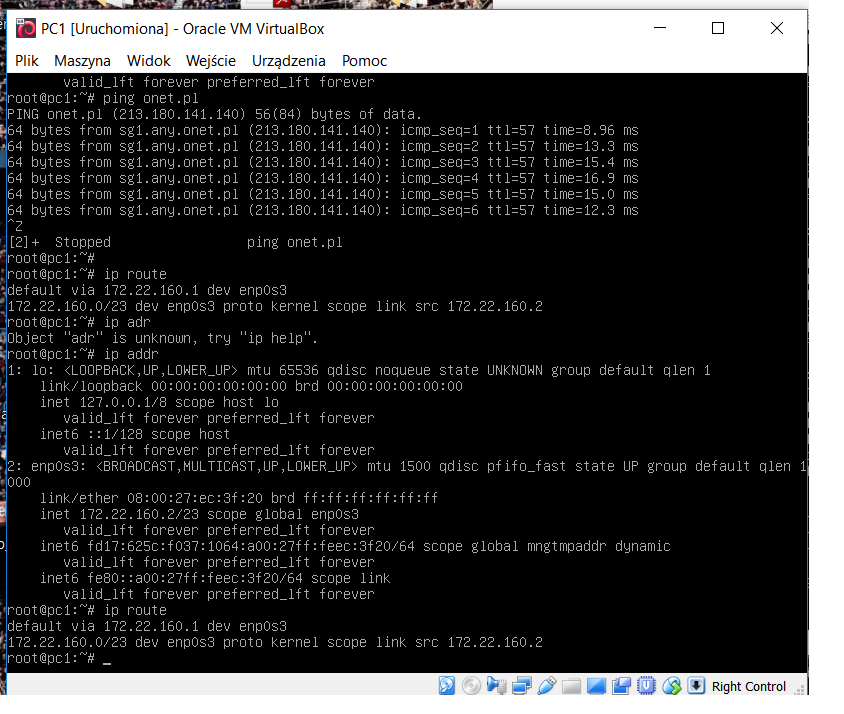 PC1 [Uruchomiona] - Oracle VM VirtualBox
Plik Maszyna Widok Wejście Urządzenia Pomoc
valid_lft forever preferred_lft forever
root@pc1:~# ping onet.pl
PING onet.pl (213.180.141.140) 56(84) bytes of data.
64 bytes from sg1.any.onet.pl (213.180.141.140): icmp_seq=1 ttl=57 time=8.96 ms
64 bytes from sg1.any.onet.pl (213.180.141.140): icmp_seq=2 ttl=57 time=13.3 ms
64 bytes from sg1.any.onet.pl (213.180.141.140): icmp_seq=3 ttl=57 time=15.4 ms
64 bytes from sg1.any.onet.pl (213.180.141.140): icmp_seq=4 ttl=57 time=16.9 ms
64 bytes from sg1.any.onet.pl (213.180.141.140): icmp_seq=5 ttl=57 time=15.0 ms
64 bytes from sg1.any.onet.pl (213.180.141.140): icmp_seq=6 ttl=57 time=12.3 ms
^Z
[2]+  Stopped                 ping onet.pl
root@pc1:~#
root@pc1:~# ip route
default via 172.22.160.1 dev enp0s3
172.22.160.0/23 dev enp0s3 proto kernel scope link src 172.22.160.2
root@pc1:~# ip adr
Object "adr" is unknown, try "ip help".
root@pc1:~# ip addr
1: lo: <LOOPBACK,UP,LOWER_UP> mtu 65536 qdisc noqueue state UNKNOWN group default qlen 1
link/loopback 00:00:00:00:00:00 brd 00:00:00:00:00:00
inet 127.0.0.1/8 scope host lo
valid_lft forever preferred_lft forever
inet6 ::1/128 scope host
valid_lft forever preferred_lft forever
2: enp0s3: <BROADCAST,MULTICAST,UP,LOWER_UP> mtu 1500 qdisc pfifo_fast state UP group default qlen 1
000
link/ether 08:00:27:ec:3f:20 brd ff:ff:ff:ff:ff:ff
inet 172.22.160.2/23 scope global enp0s3
valid_lft forever preferred_lft forever
inet6 fd17:625c:f037:1064:a00:27ff:feec:3f20/64 scope global mngtmpaddr dynamic
valid_lft forever preferred_lft forever
inet6 fe80::a00:27ff:feec:3f20/64 scope link
valid_lft forever preferred_lft forever
root@pc1:~# ip route
default via 172.22.160.1 dev enp0s3
172.22.160.0/23 dev enp0s3 proto kernel scope link src 172.22.160.2
root@pc1:~# _
Right Control